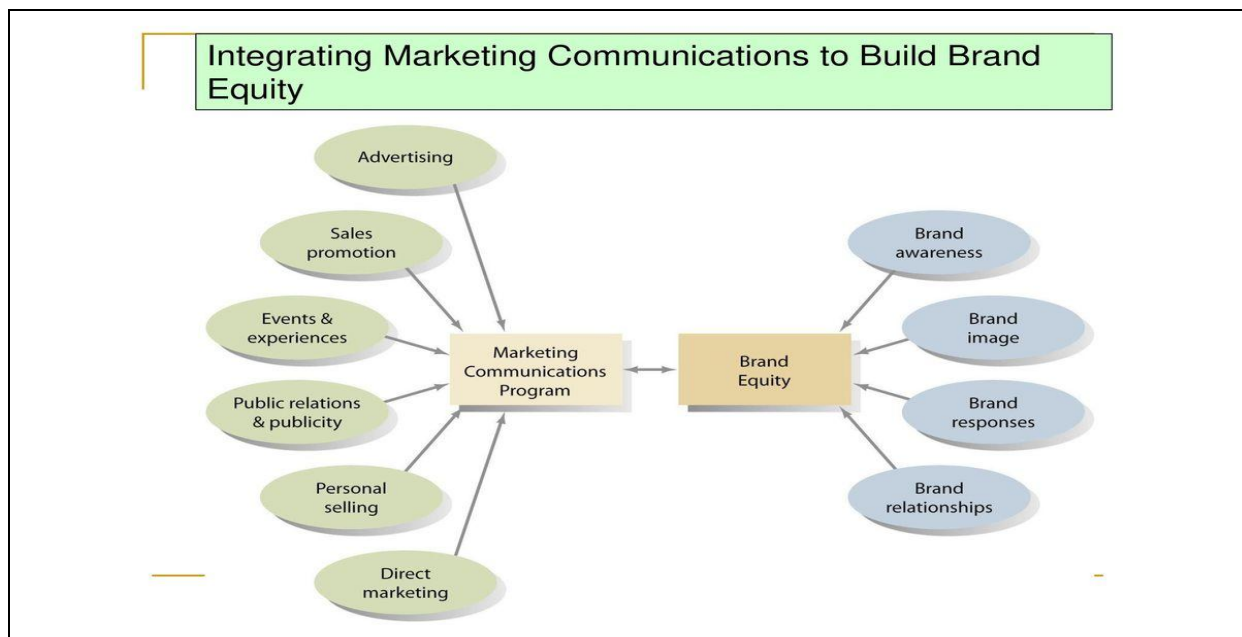 Integrating Marketing Communications to Build Brand
Equity
Advertising
Sales
promotion
Events &
experiences
Public relations
& publicity
Personal
selling
Direct
marketing
Marketing
Communications
Program
Brand
Equity
Brand
awareness
Brand
image
Brand
responses
Brand
relationships